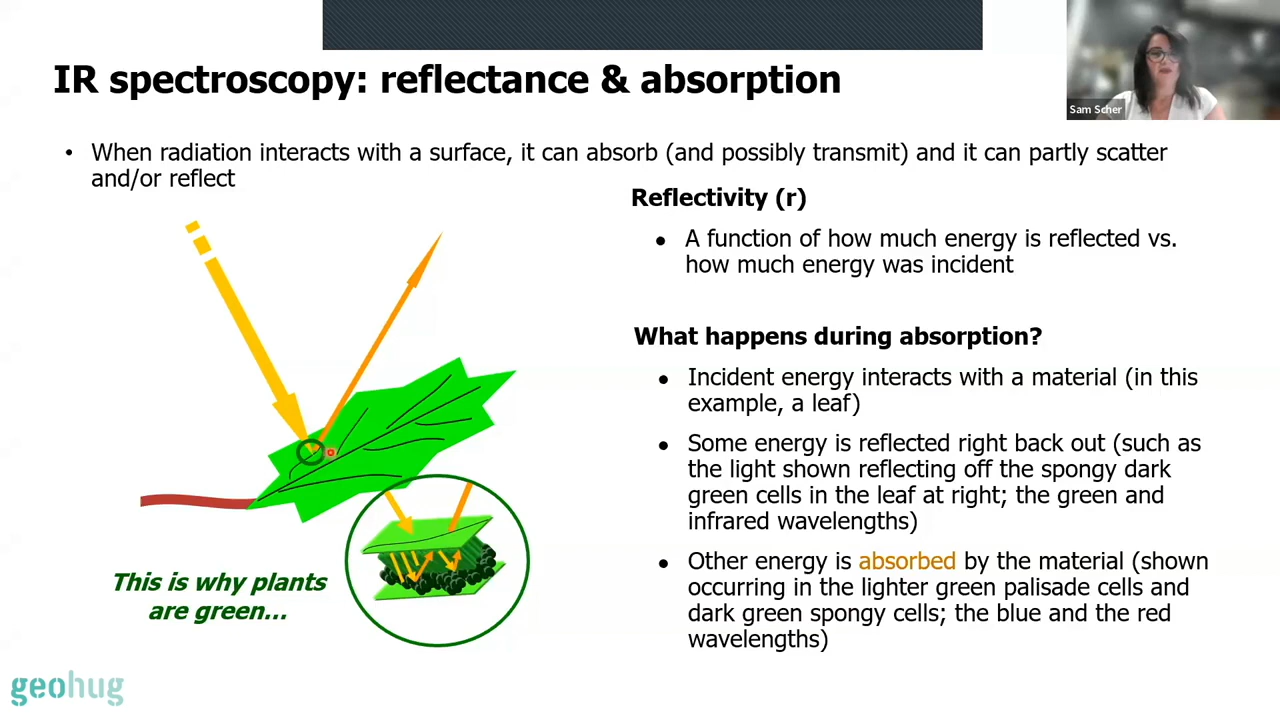 IR spectroscopy: reflectance & absorption
Sam Scher
• When radiation interacts with a surface, it can absorb (and possibly transmit) and it can partly scatter
and/or reflect
Reflectivity (r)
• A function of how much energy is reflected vs.
how much energy was incident
What happens during absorption?
• Incident energy interacts with a material (in this
example, a leaf)
• Some energy is reflected right back out (such as
the light shown reflecting off the spongy dark
green cells in the leaf at right; the green and
infrared wavelengths)
• Other energy is absorbed by the material (shown
occurring in the lighter green palisade cells and
dark green spongy cells; the blue and the red
wavelengths)
This is why plants
are green...
geohug